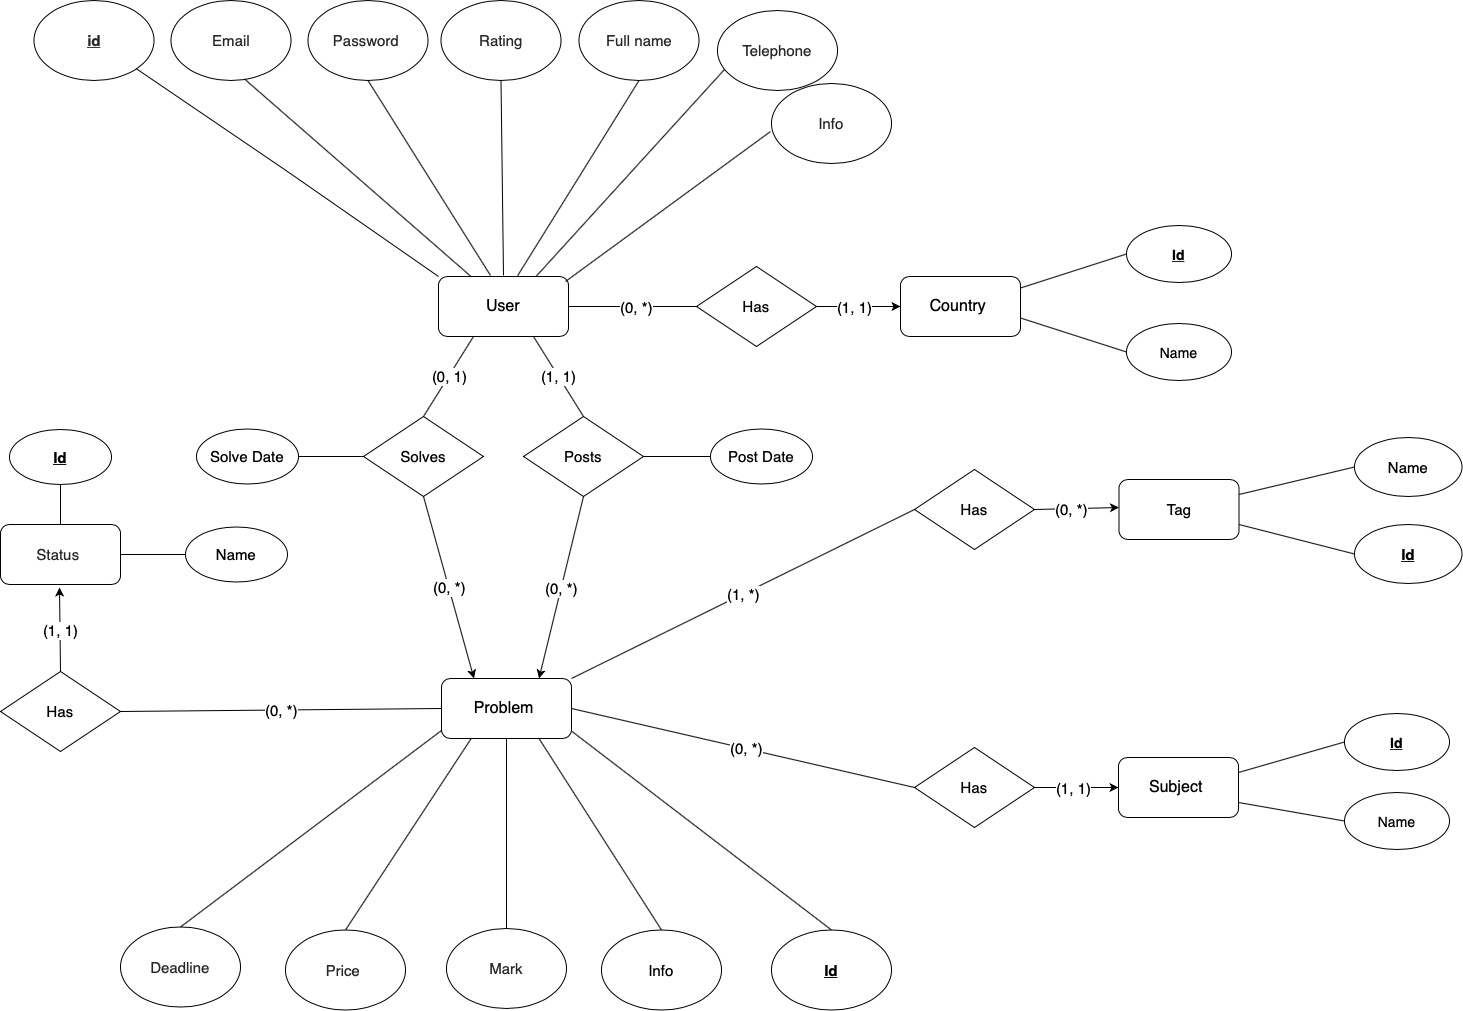 id
Email
Password
Rating
Full name
Telephone
Info
User
(0, *)
Has
(1, 1)
Country
Id
Name
(0, 1)
(1, 1)
Id
Solve Date
Solves
Posts
Post Date
Name
(0, *)
Has
Tag
Id
Status
Name
(0, *)
(0, *)
(1, *)
(1, 1)
Has
(0, *)
Problem
(0, *)
Has
(1, 1)
Subject
Id
Name
Deadline
Price
Mark
Info
Id